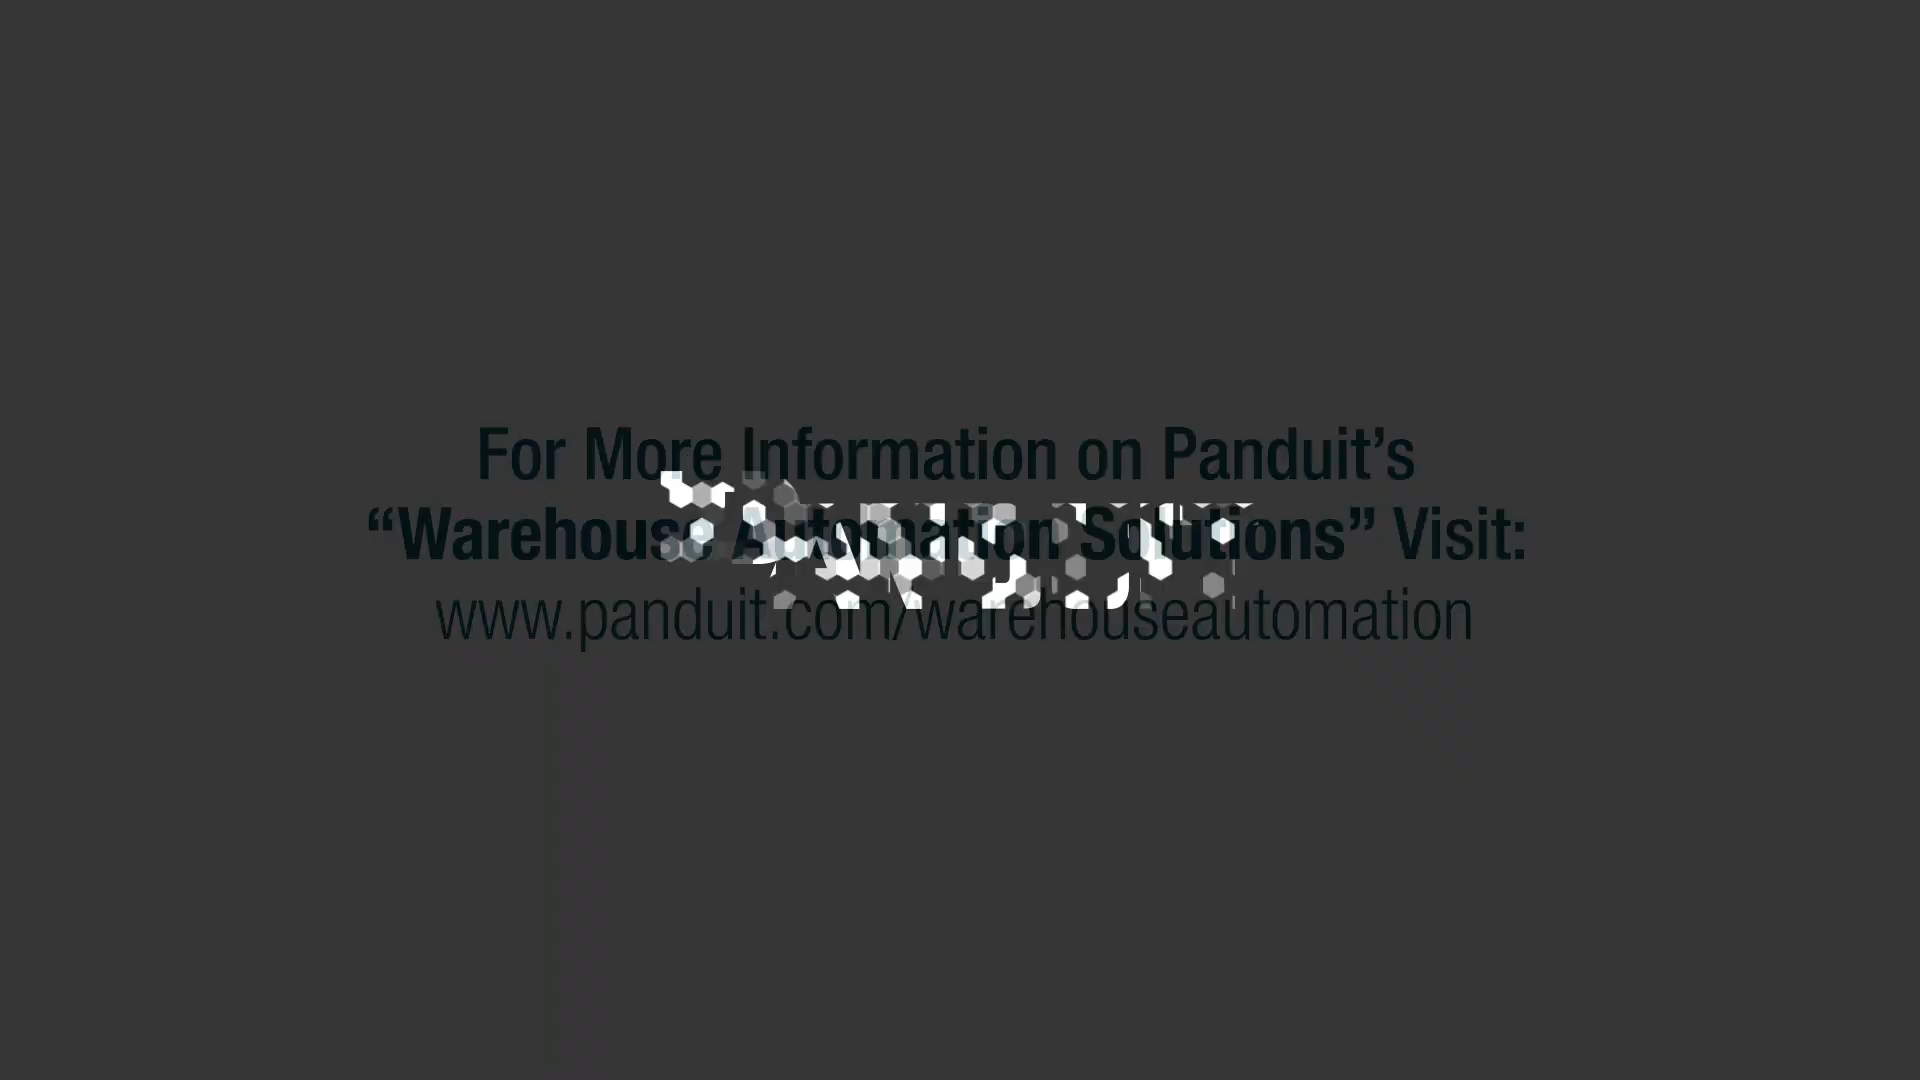 For More Information on Panduit’s
“Warehouse Automation Solutions” Visit:
www.panduit.com/warehouseautomation